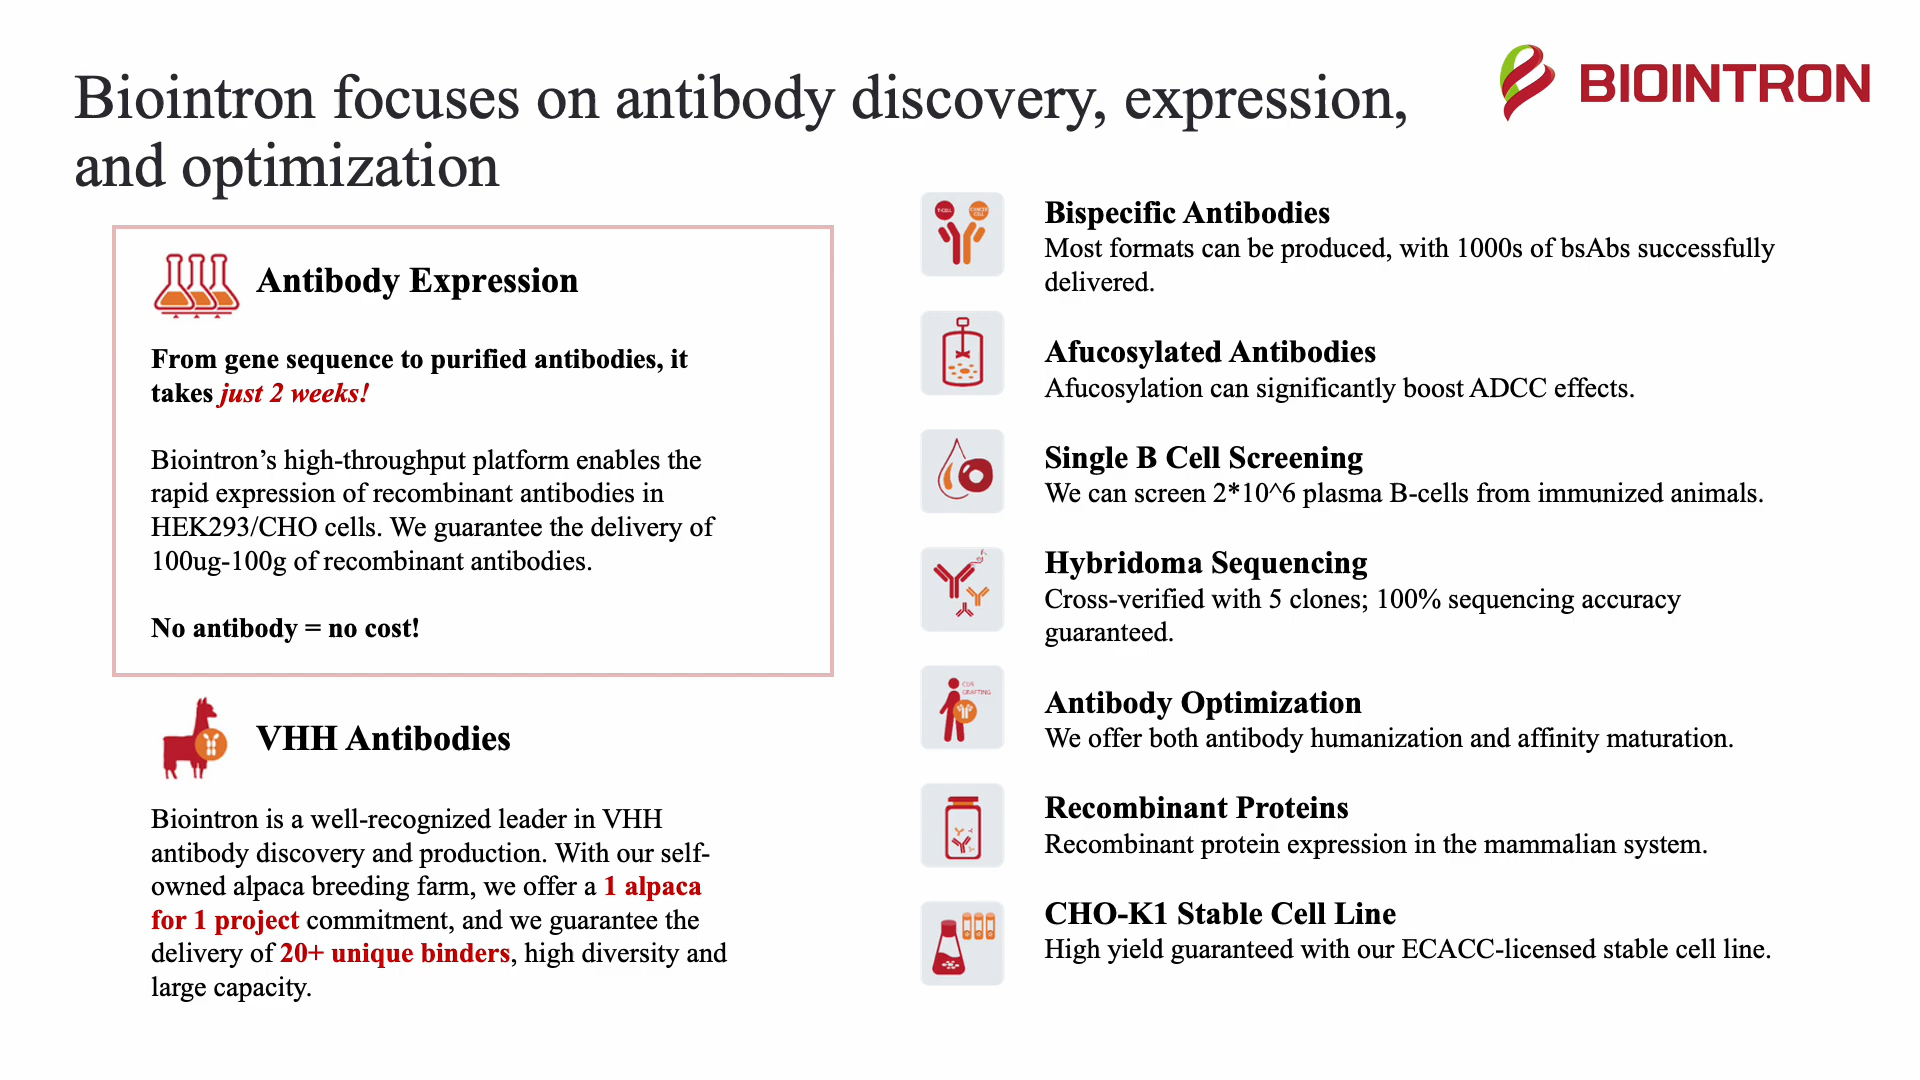 Biointron focuses on antibody discovery, expression,
and optimization
BIOINTRON
Antibody Expression
From gene sequence to purified antibodies, it
takes just 2 weeks!
Biointron’s high-throughput platform enables the
rapid expression of recombinant antibodies in
HEK293/CHO cells. We guarantee the delivery of
100ug-100g of recombinant antibodies.
No antibody = no cost!
VHH Antibodies
Biointron is a well-recognized leader in VHH
antibody discovery and production. With our self-
owned alpaca breeding farm, we offer a 1 alpaca
for 1 project commitment, and we guarantee the
delivery of 20+ unique binders, high diversity and
large capacity.
T-CELL
CANCER
CELL
Bispecific Antibodies
Most formats can be produced, with 1000s of bsAbs successfully
delivered.
Afucosylated Antibodies
Afucosylation can significantly boost ADCC effects.
Single B Cell Screening
We can screen 2*10^6 plasma B-cells from immunized animals.
Hybridoma Sequencing
Cross-verified with 5 clones; 100% sequencing accuracy
guaranteed.
CDR
GRAFTING
Antibody Optimization
We offer both antibody humanization and affinity maturation.
Recombinant Proteins
Recombinant protein expression in the mammalian system.
CHO-K1 Stable Cell Line
High yield guaranteed with our ECACC-licensed stable cell line.